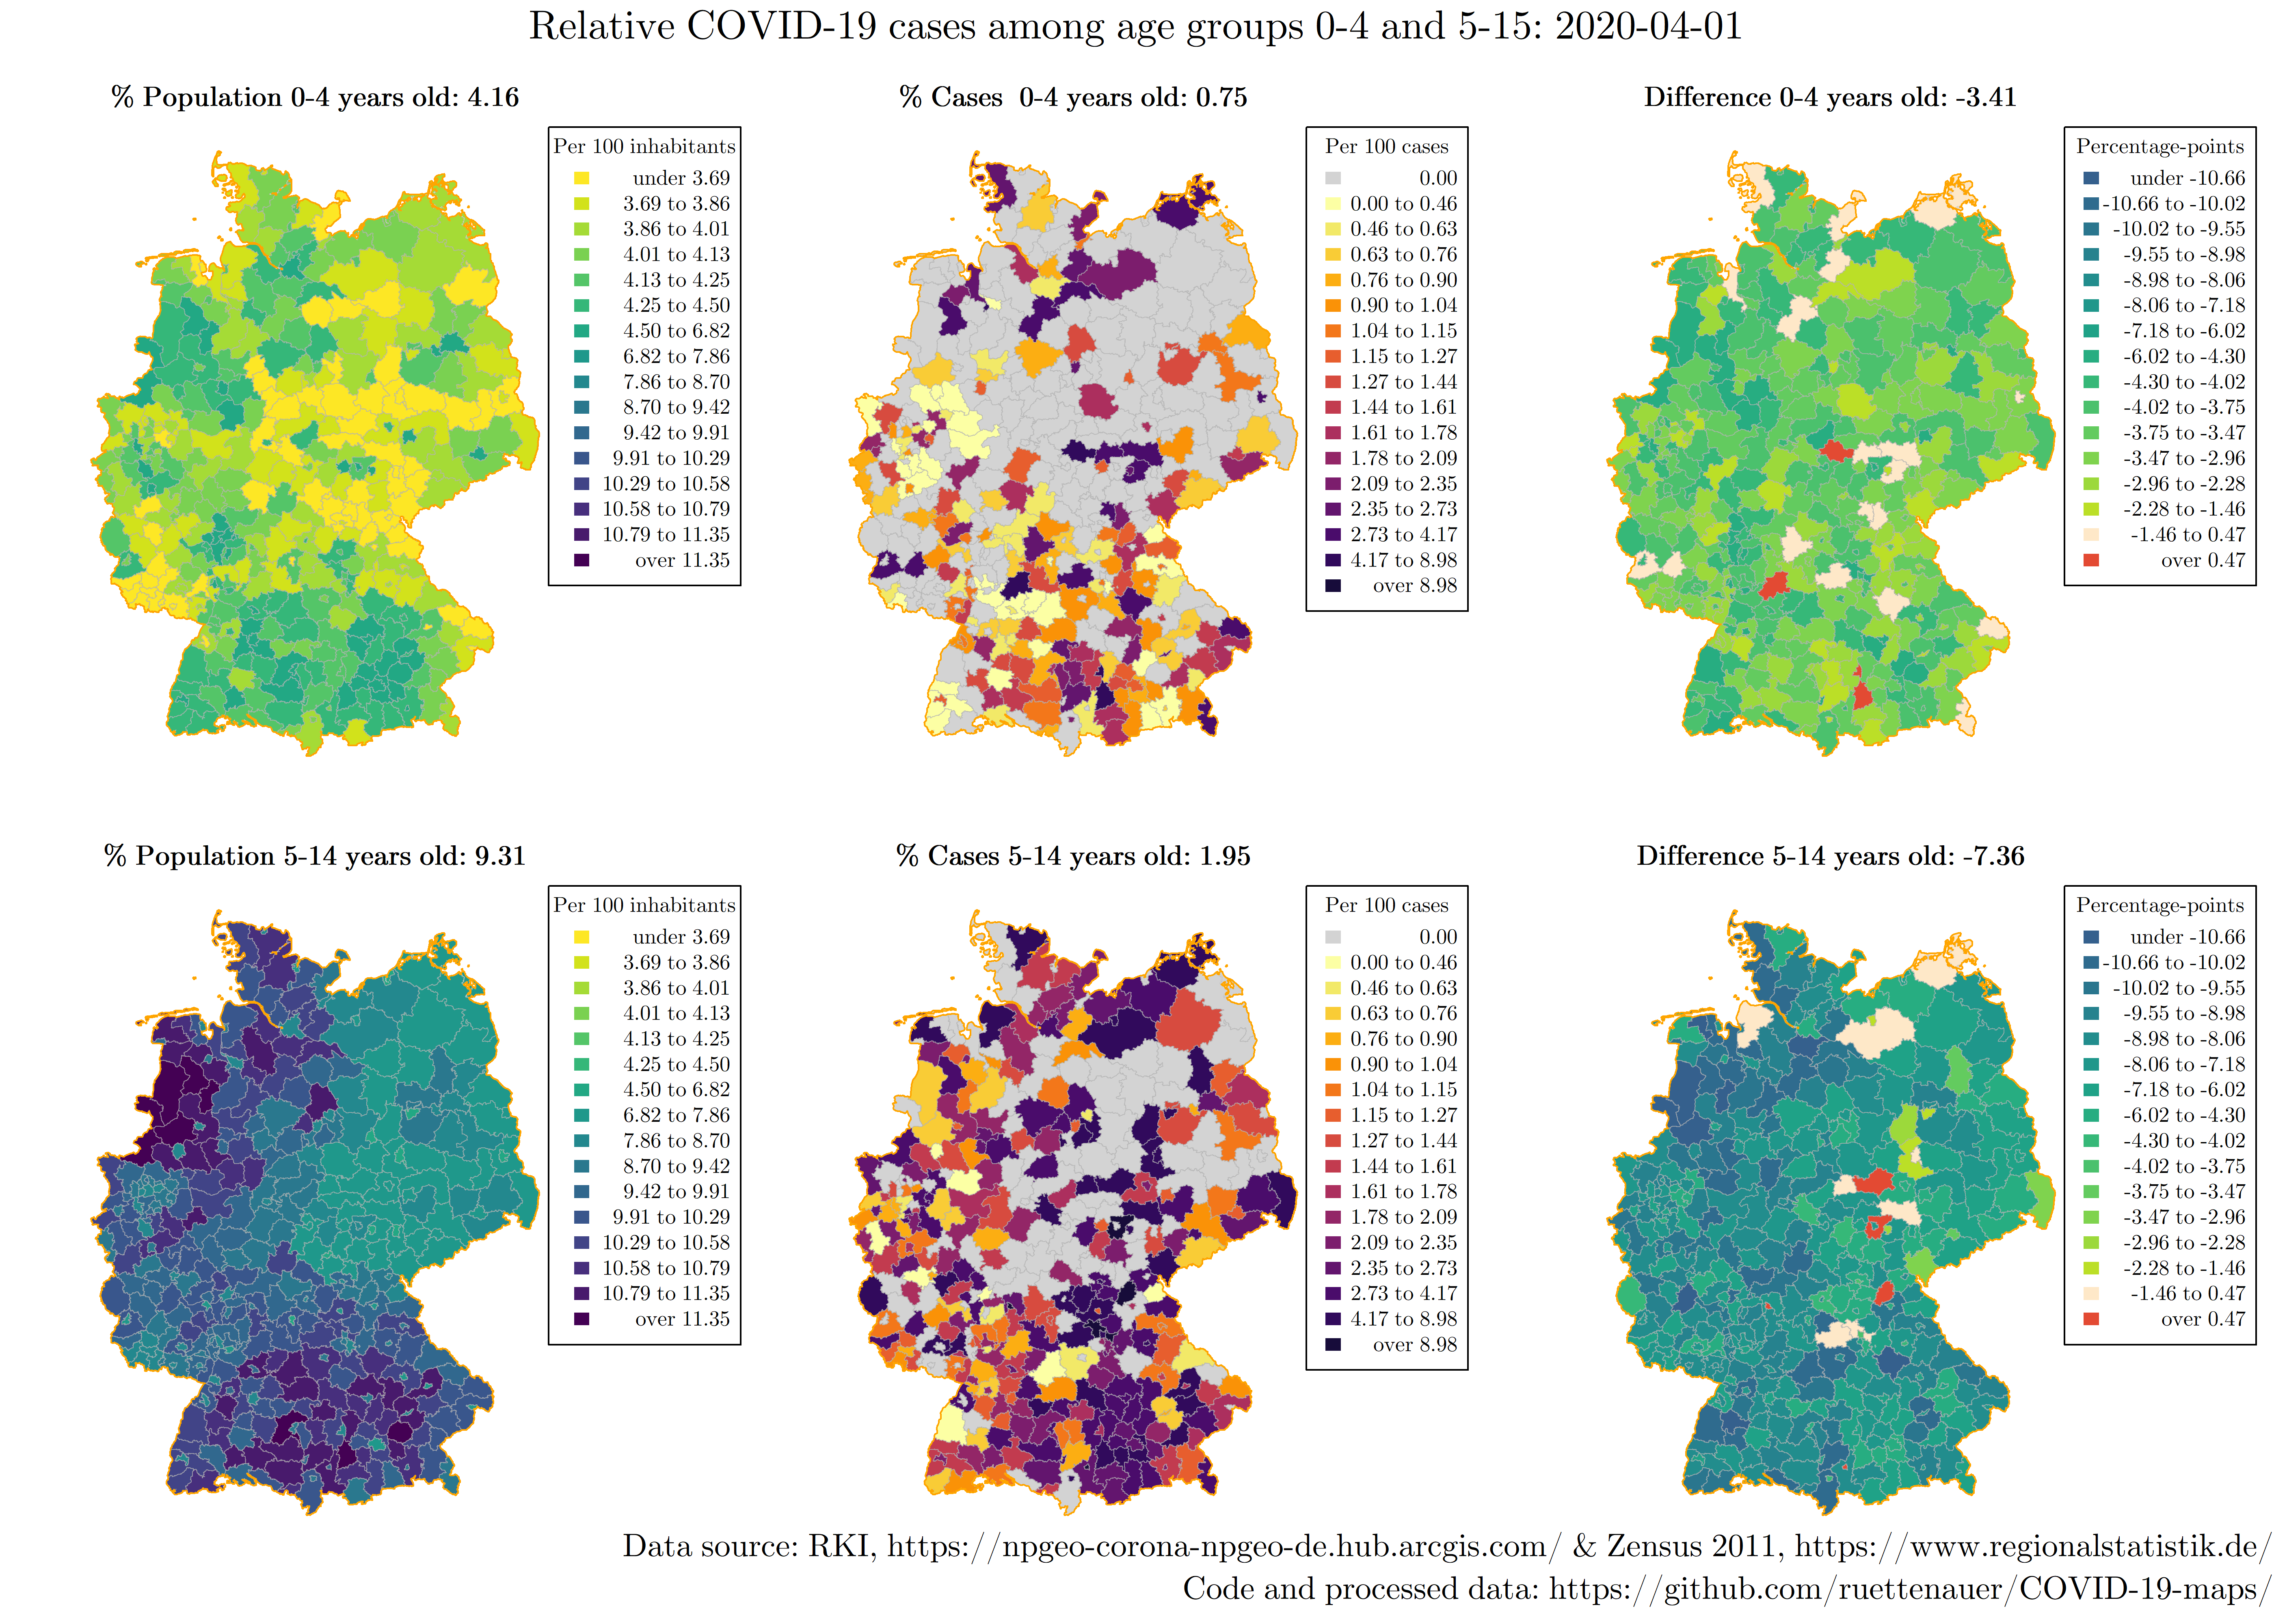 Relative COVID-19 cases among age groups 0-4 and 5-15: 2020-04-01
% Population 0-4 years old: 4.16
Per 100 inhabitants
under 3.69
3.69 to 3.86
3.86 to 4.01
4.01 to 4.13
4.13 to 4.25
4.25 to 4.50
4.50 to 6.82
6.82 to 7.86
7.86 to 8.70
8.70 to 9.42
9.42 to 9.91
9.91 to 10.29
10.29 to 10.58
10.58 to 10.79
10.79 to 11.35
over 11.35
% Cases  0-4 years old: 0.75
Per 100 cases
0.00
0.00 to 0.46
0.46 to 0.63
0.63 to 0.76
0.76 to 0.90
0.90 to 1.04
1.04 to 1.15
1.15 to 1.27
1.27 to 1.44
1.44 to 1.61
1.61 to 1.78
1.78 to 2.09
2.09 to 2.35
2.35 to 2.73
2.73 to 4.17
4.17 to 8.98
over 8.98
Difference 0-4 years old: -3.41
Percentage-points
under -10.66
-10.66 to -10.02
-10.02 to -9.55
-9.55 to -8.98
-8.98 to -8.06
-8.06 to -7.18
-7.18 to -6.02
-6.02 to -4.30
-4.30 to -4.02
-4.02 to -3.75
-3.75 to -3.47
-3.47 to -2.96
-2.96 to -2.28
-2.28 to -1.46
-1.46 to 0.47
over 0.47
% Population 5-14 years old: 9.31
Per 100 inhabitants
under 3.69
3.69 to 3.86
3.86 to 4.01
4.01 to 4.13
4.13 to 4.25
4.25 to 4.50
4.50 to 6.82
6.82 to 7.86
7.86 to 8.70
8.70 to 9.42
9.42 to 9.91
9.91 to 10.29
10.29 to 10.58
10.58 to 10.79
10.79 to 11.35
over 11.35
% Cases 5-14 years old: 1.95
Per 100 cases
0.00
0.00 to 0.46
0.46 to 0.63
0.63 to 0.76
0.76 to 0.90
0.90 to 1.04
1.04 to 1.15
1.15 to 1.27
1.27 to 1.44
1.44 to 1.61
1.61 to 1.78
1.78 to 2.09
2.09 to 2.35
2.35 to 2.73
2.73 to 4.17
4.17 to 8.98
over 8.98
Difference 5-14 years old: -7.36
Percentage-points
under -10.66
-10.66 to -10.02
-10.02 to -9.55
-9.55 to -8.98
-8.98 to -8.06
-8.06 to -7.18
-7.18 to -6.02
-6.02 to -4.30
-4.30 to -4.02
-4.02 to -3.75
-3.75 to -3.47
-3.47 to -2.96
-2.96 to -2.28
-2.28 to -1.46
-1.46 to 0.47
over 0.47
Data source: RKI, https://npgeo-corona-npgeo-de.hub.arcgis.com/ & Zensus 2011, https://www.regionalstatistik.de/
Code and processed data: https://github.com/ruettenauer/COVID-19-maps/